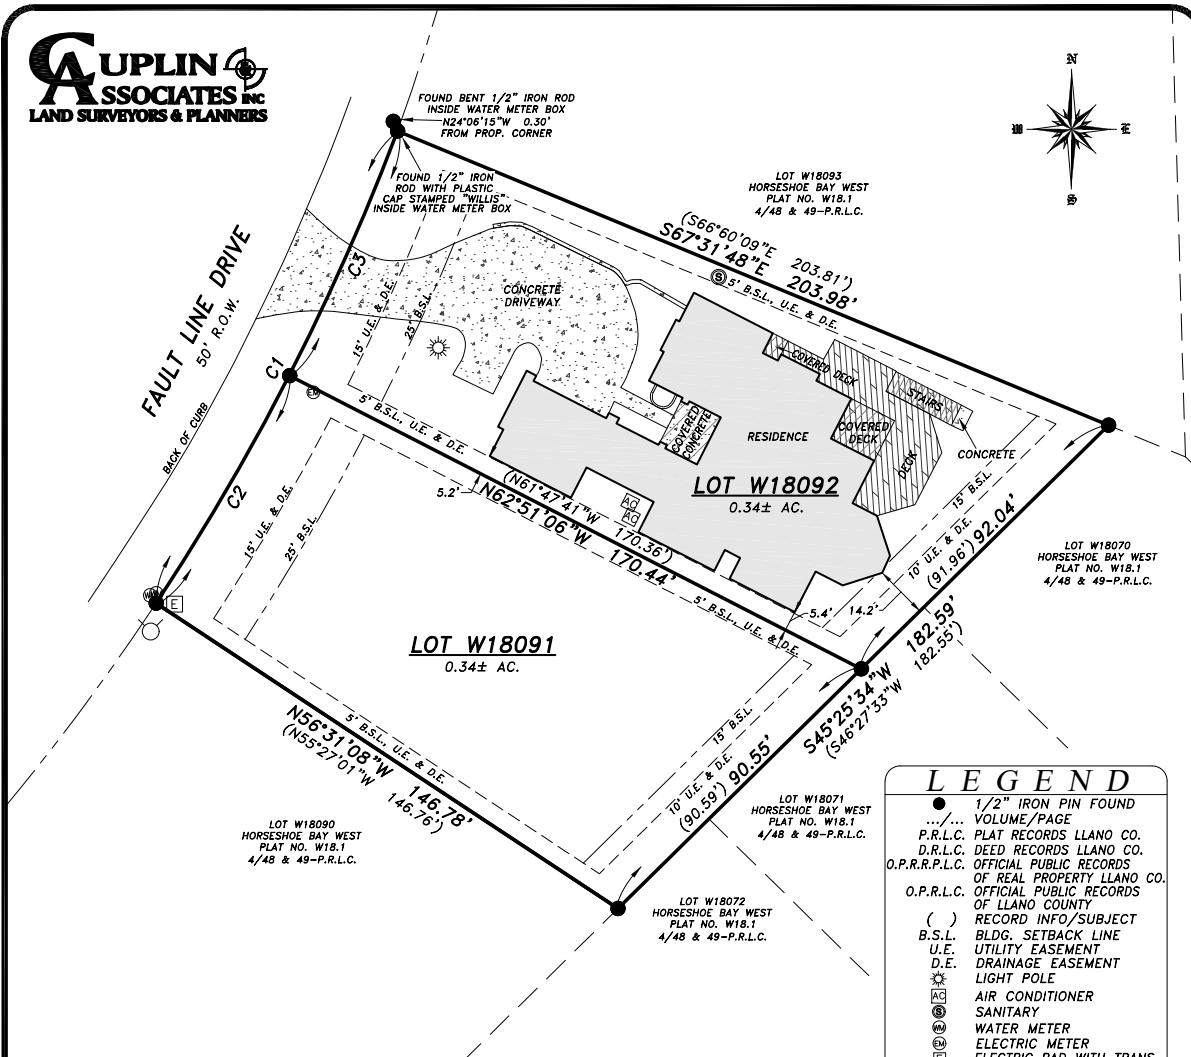 CAUPLIN
ASSOCIATES INC
LAND SURVEYORS & PLANNERS
FOUND BENT 1/2" IRON ROD
INSIDE WATER METER BOX
N24°06'15"W 0.30'
FROM PROP. CORNER
N
W
E
S
FOUND 1/2" IRON
ROD WITH PLASTIC
CAP STAMPED "WILLIS"
INSIDE WATER METER BOX
LOT W18093
HORSESHOE BAY WEST
PLAT NO. W18.1
4/48 & 49-P.R.L.C.
(S66°60'09"E 203.81')
S67°31'48"E 203.98'
5' B.S.L., U.E. & D.E.
S
FAULT LINE DRIVE
50' R.O.W.
BACK OF CURB
C3
C1
C2
15' U.E. & D.E.
25' B.S.L.
CONCRETE
DRIVEWAY
EM
5' B.S.L., U.E. & D.E.
COVERED DECK
STAIRS
COVERED
DECK
DECK
CONCRETE
COVERED
CONCRETE
RESIDENCE
LOT W18092
0.34± AC.
AC
AC
5.2'
(N61°47'41"W 170.36')
N62°51'06"W 170.44'
5' B.S.L., U.E. & D.E.
5.4'
14.2'
15' B.S.L.
10' U.E. & D.E.
(91.96') 92.04'
LOT W18070
HORSESHOE BAY WEST
PLAT NO. W18.1
4/48 & 49-P.R.L.C.
15' U.E. & D.E.
25' B.S.L.
WM
E
LOT W18091
0.34± AC.
S45°25'34"W 182.59'
(S46°27'33"W 182.55')
15' B.S.L.
10' U.E. & D.E.
(90.59') 90.55'
5' B.S.L., U.E. & D.E.
N56°31'08"W 146.78'
(N55°27'01"W 146.76')
LOT W18090
HORSESHOE BAY WEST
PLAT NO. W18.1
4/48 & 49-P.R.L.C.
LOT W18071
HORSESHOE BAY WEST
PLAT NO. W18.1
4/48 & 49-P.R.L.C.
LOT W18072
HORSESHOE BAY WEST
PLAT NO. W18.1
4/48 & 49-P.R.L.C.
LEGEND
1/2" IRON PIN FOUND
.../... VOLUME/PAGE
P.R.L.C. PLAT RECORDS LLANO CO.
D.R.L.C. DEED RECORDS LLANO CO.
O.P.R.R.P.L.C. OFFICIAL PUBLIC RECORDS
OF REAL PROPERTY LLANO CO.
O.P.R.L.C. OFFICIAL PUBLIC RECORDS
OF LLANO COUNTY
( ) RECORD INFO/SUBJECT
B.S.L. BLDG. SETBACK LINE
U.E. UTILITY EASEMENT
D.E. DRAINAGE EASEMENT
LIGHT POLE
AC AIR CONDITIONER
S SANITARY
WM WATER METER
EM ELECTRIC METER
E ELECTRIC PAD WITH TRANS.